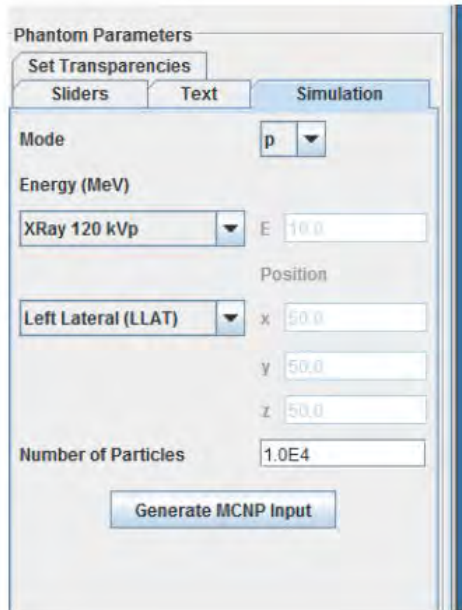 Phantom Parameters
Set Transparencies
Sliders Text Simulation
Mode p
Energy (MeV)
XRay 120 kVp E 10.0
Position
Left Lateral (LLAT) x 50.0
y 50.0
z 50.0
Number of Particles 1.0E4
Generate MCNP Input